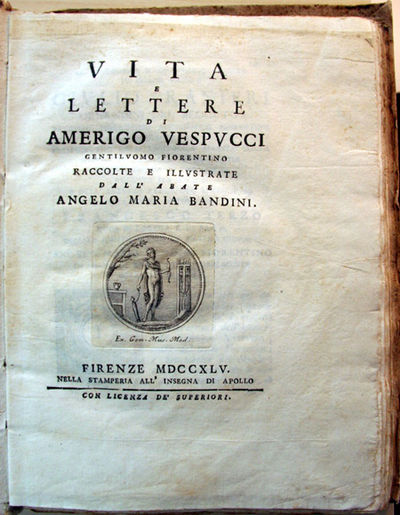 VITA
E
LETTERE
DI
AMERIGO VESPVCCI
GENTILVOMO FIORENTINO
RACCOLTE E ILLVSTRATE
DALL' ABATE
ANGELO MARIA BANDINI.
Ex Gem. Mus. Med.
FIRENZE MDCCXLV.
NELLA STAMPERIA ALL' INSEGNA DI APOLLO
CON LICENZA DE' SUPERIORI.